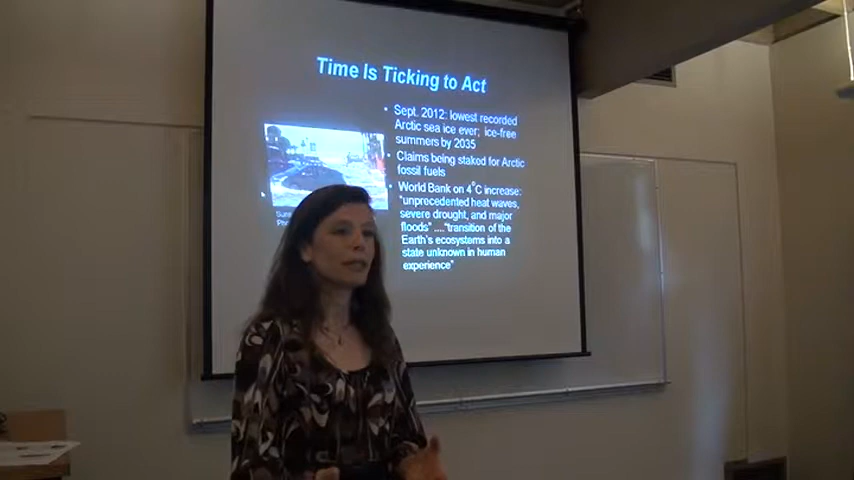 Time Is Ticking to Act
• Sept. 2012: lowest recorded
Arctic sea ice ever; ice-free
summers by 2035
• Claims being staked for Arctic
fossil fuels
• World Bank on 4°C increase:
"unprecedented heat waves,
severe drought, and major
floods" ...."transition of the
Earth's ecosystems into a
state unknown in human
experience"